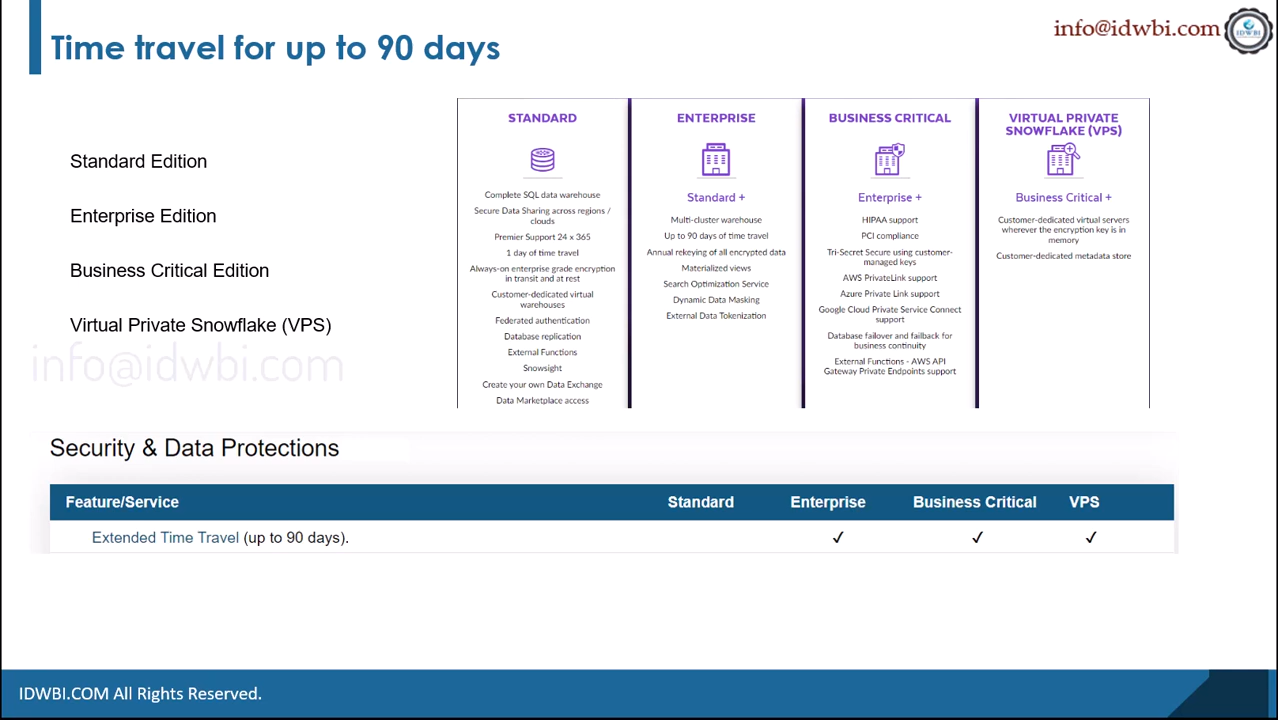 Time travel for up to 90 days
info@idwbi.com
IDWBI
Standard Edition
Enterprise Edition
Business Critical Edition
Virtual Private Snowflake (VPS)
info@idwbi.com
STANDARD
Complete SQL data warehouse
Secure Data Sharing across regions /
clouds
Premier Support 24 x 365
1 day of time travel
Always-on enterprise grade encryption
in transit and at rest
Customer-dedicated virtual
warehouses
Federated authentication
Database replication
External Functions
Snowsight
Create your own Data Exchange
Data Marketplace access
ENTERPRISE
Standard +
Multi-cluster warehouse
Up to 90 days of time travel
Annual rekeying of all encrypted data
Materialized views
Search Optimization Service
Dynamic Data Masking
External Data Tokenization
BUSINESS CRITICAL
Enterprise +
HIPAA support
PCI compliance
Tri-Secret Secure using customer-
managed keys
AWS PrivateLink support
Azure Private Link support
Google Cloud Private Service Connect
support
Database failover and failback for
business continuity
External Functions - AWS API
Gateway Private Endpoints support
VIRTUAL PRIVATE
SNOWFLAKE (VPS)
Business Critical +
Customer-dedicated virtual servers
wherever the encryption key is in
memory
Customer-dedicated metadata store
Security & Data Protections
Feature/Service Standard Enterprise Business Critical VPS
Extended Time Travel (up to 90 days). ✓ ✓ ✓
IDWBI.COM All Rights Reserved.